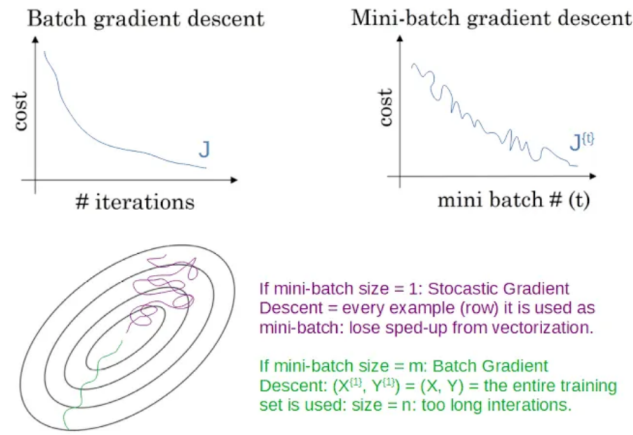 Batch gradient descent
Mini-batch gradient descent
cost
J
# iterations
cost
J{t}
mini batch # (t)
If mini-batch size = 1: Stocastic Gradient
Descent = every example (row) it is used as
mini-batch: lose sped-up from vectorization.
If mini-batch size = m: Batch Gradient
Descent: (X{1}, Y{1}) = (X, Y) = the entire training
set is used: size = n: too long interations.